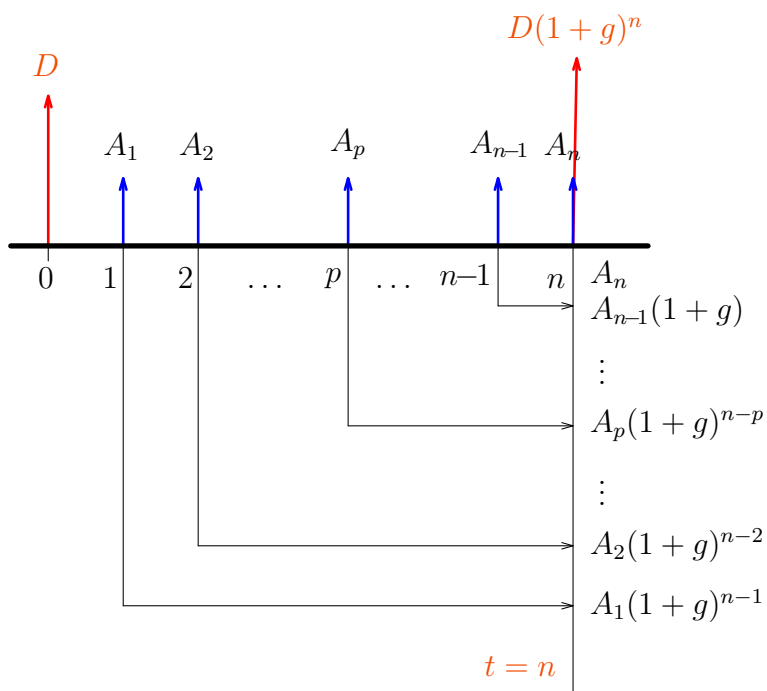 D(1 + g)^n
D
A_1 A_2 A_p A_{n−1} A_n
0 1 2 ... p ... n−1 n A_n
A_{n−1}(1 + g)
⋮
A_p(1 + g)^{n−p}
⋮
A_2(1 + g)^{n−2}
A_1(1 + g)^{n−1}
t = n